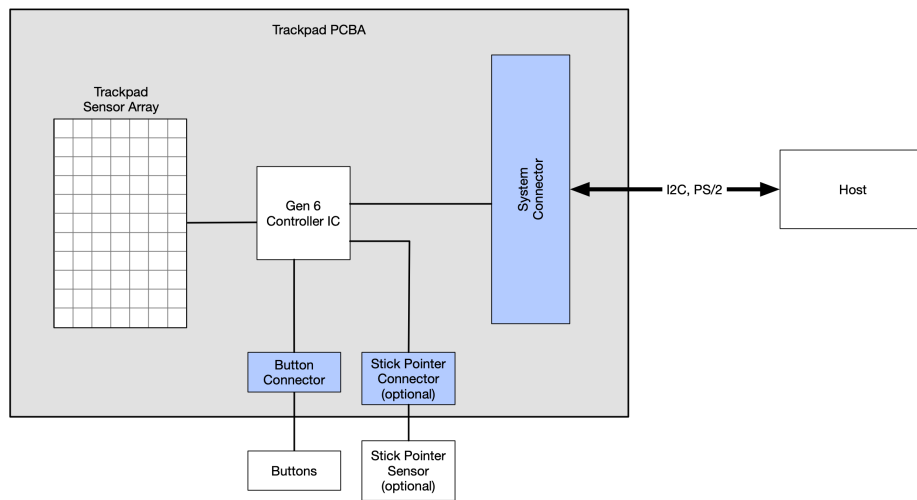 Trackpad PCBA
Trackpad
Sensor Array
Gen 6
Controller IC
System
Connector
I2C, PS/2
Host
Button
Connector
Stick Pointer
Connector
(optional)
Buttons
Stick Pointer
Sensor
(optional)